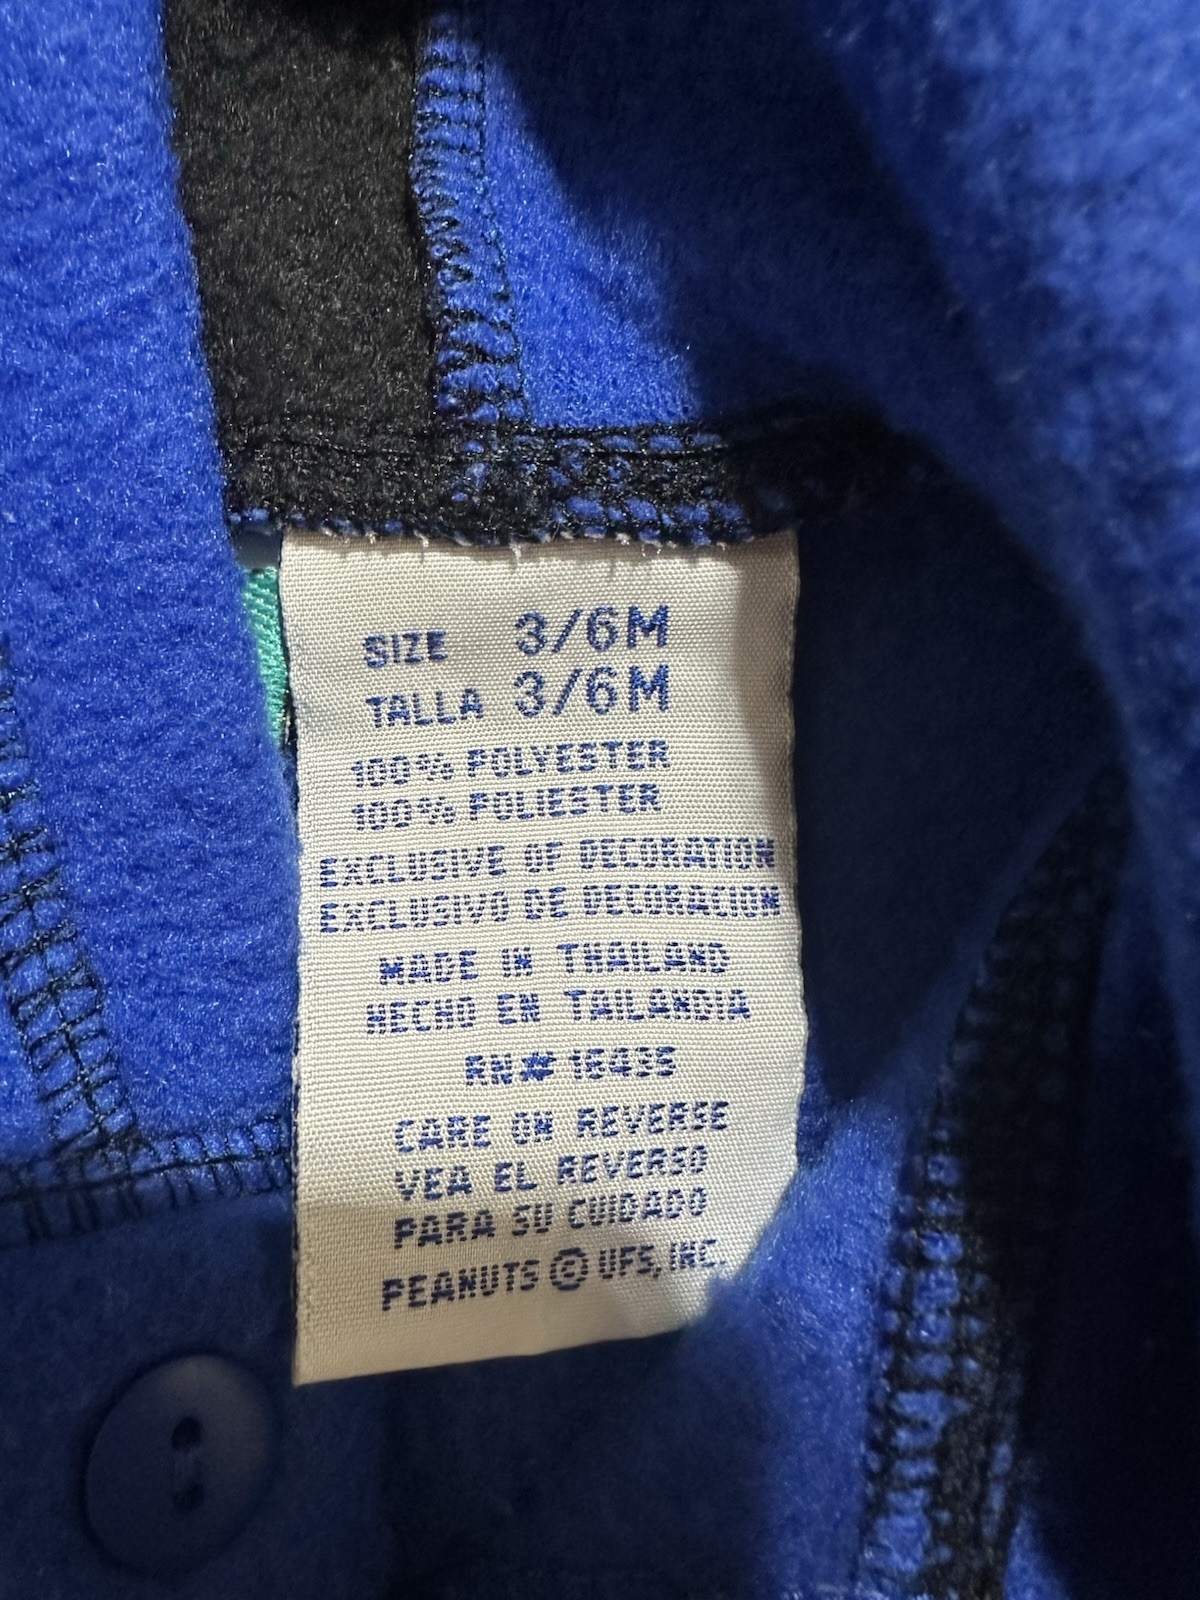 SIZE 3/6M
TALLA 3/6M
100% POLYESTER
100% POLIESTER
EXCLUSIVE OF DECORATION
EXCLUSIVO DE DECORACION
MADE IN THAILAND
HECHO EN TAILANDIA
RN# 16435
CARE ON REVERSE
VEA EL REVERSO
PARA SU CUIDADO
PEANUTS © UFS, INC.